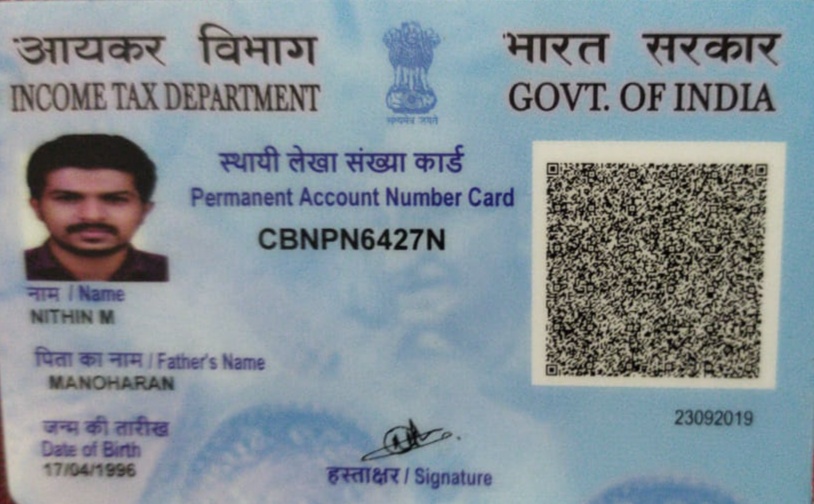 आयकर विभाग
INCOME TAX DEPARTMENT
सत्यमेव जयते
भारत सरकार
GOVT. OF INDIA
स्थायी लेखा संख्या कार्ड
Permanent Account Number Card
CBNPN6427N
नाम / Name
NITHIN M
पिता का नाम / Father's Name
MANOHARAN
जन्म की तारीख
Date of Birth
17/04/1996
हस्ताक्षर / Signature
23092019